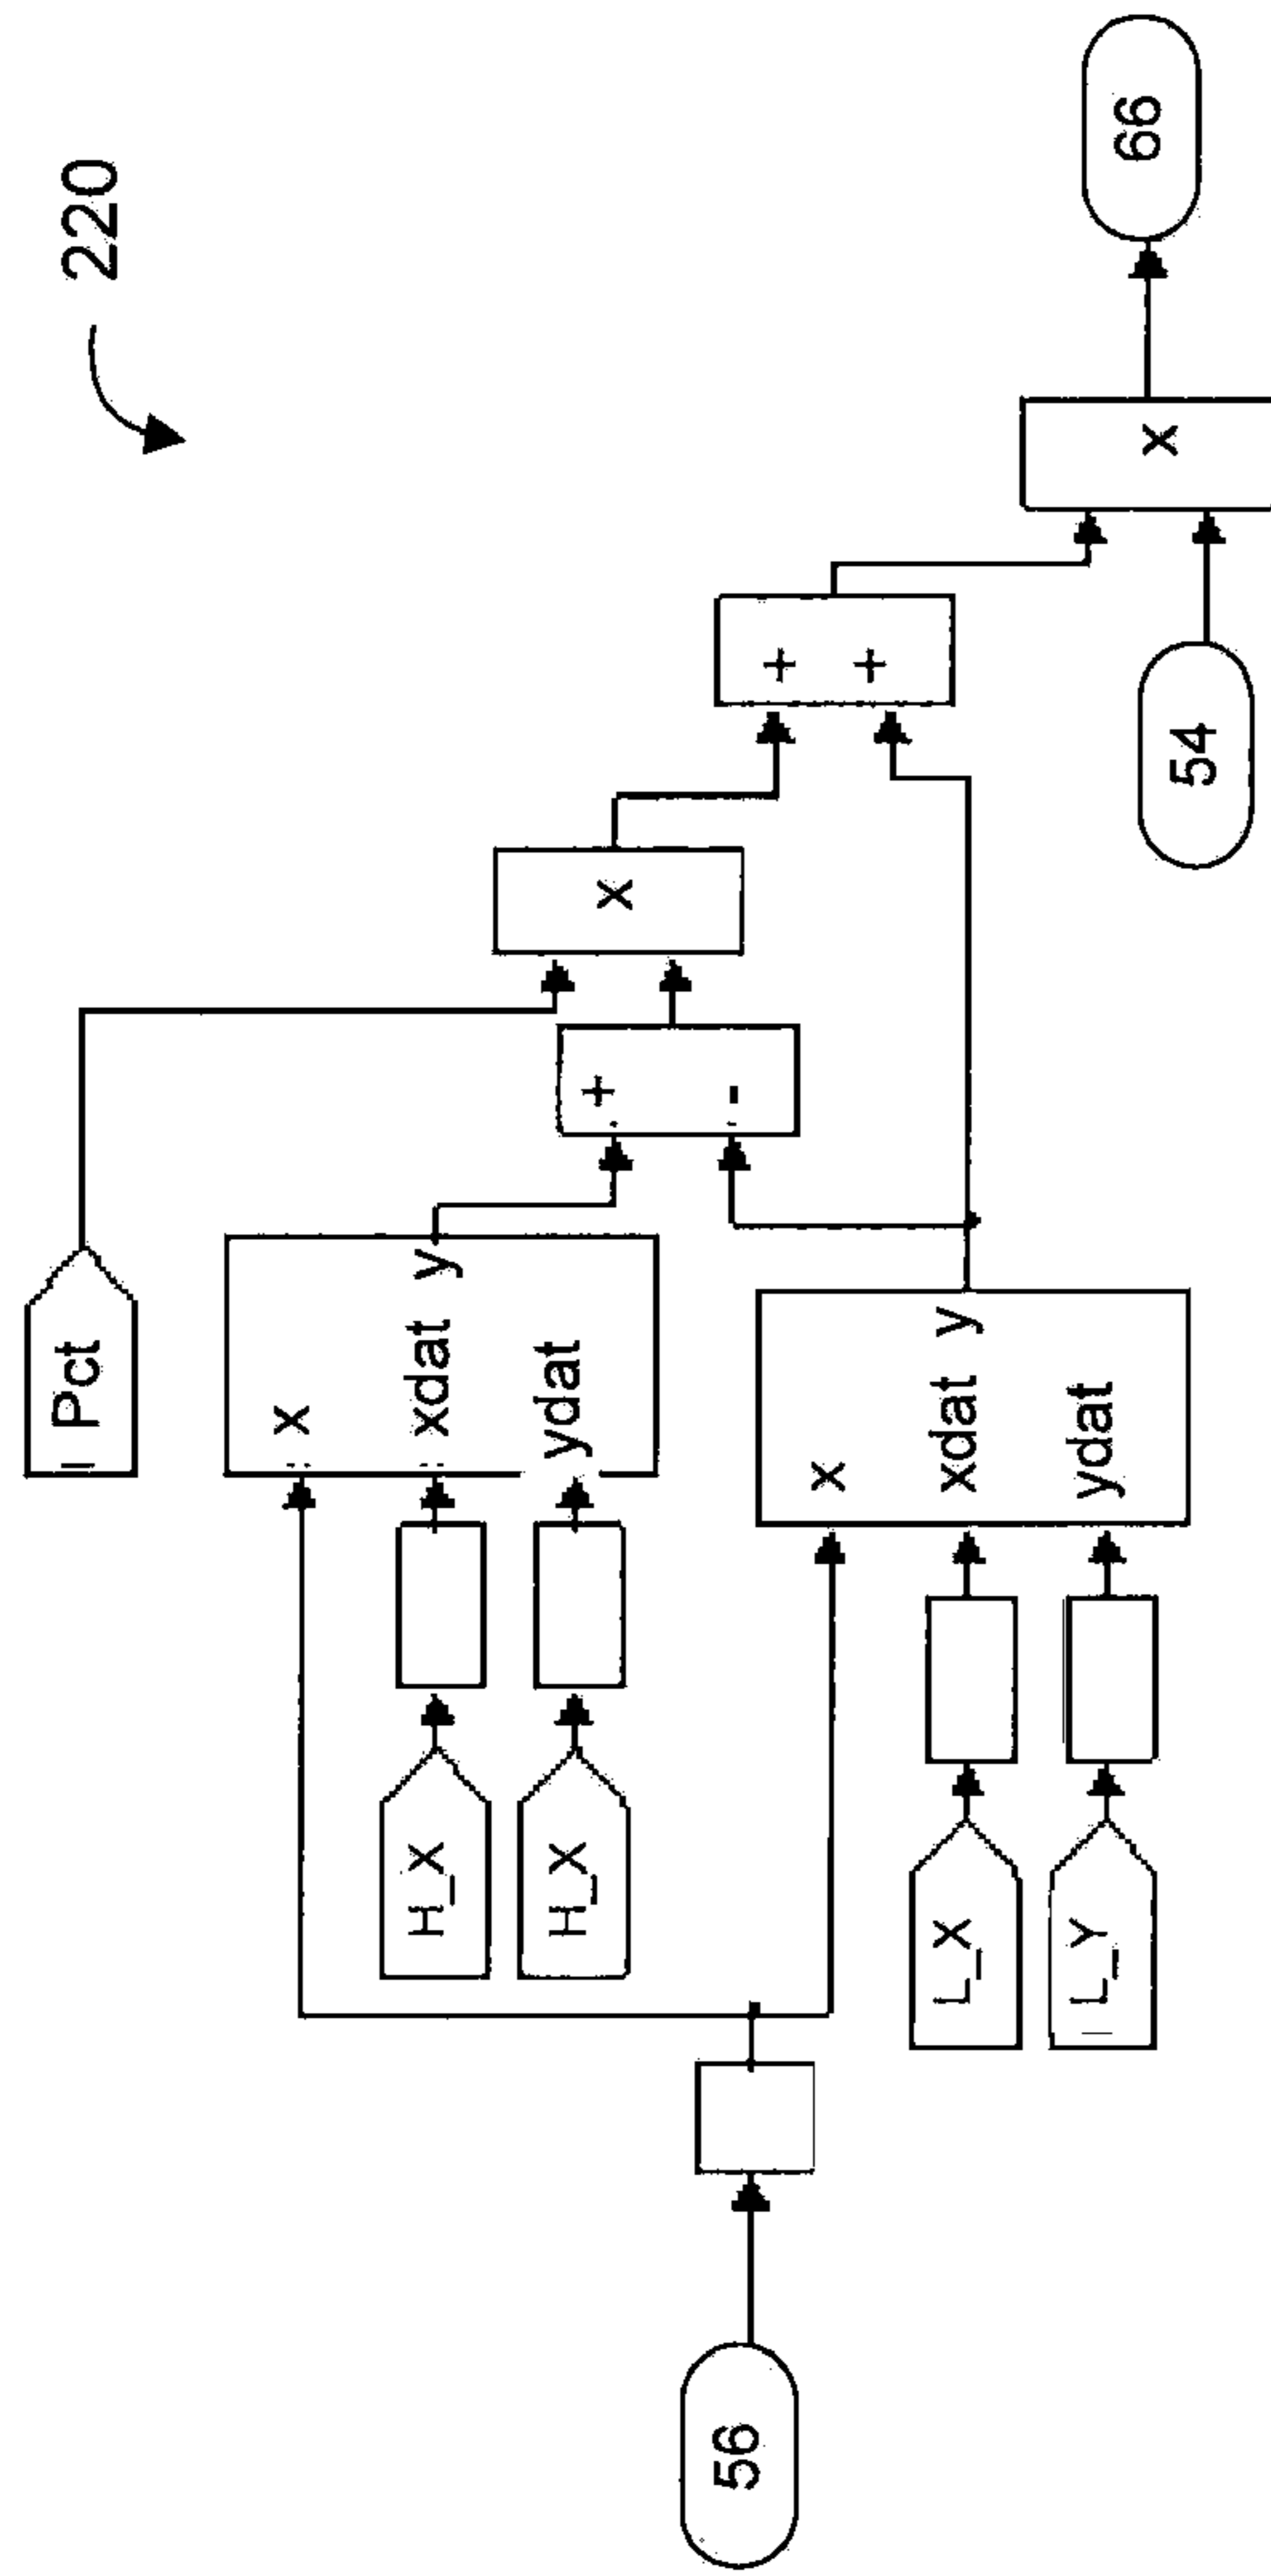 220
Pct
x
xdat y
ydat
H_X
H_X
+
-
x
+
+
x
xdat y
ydat
L_X
L_Y
56
54
x
66